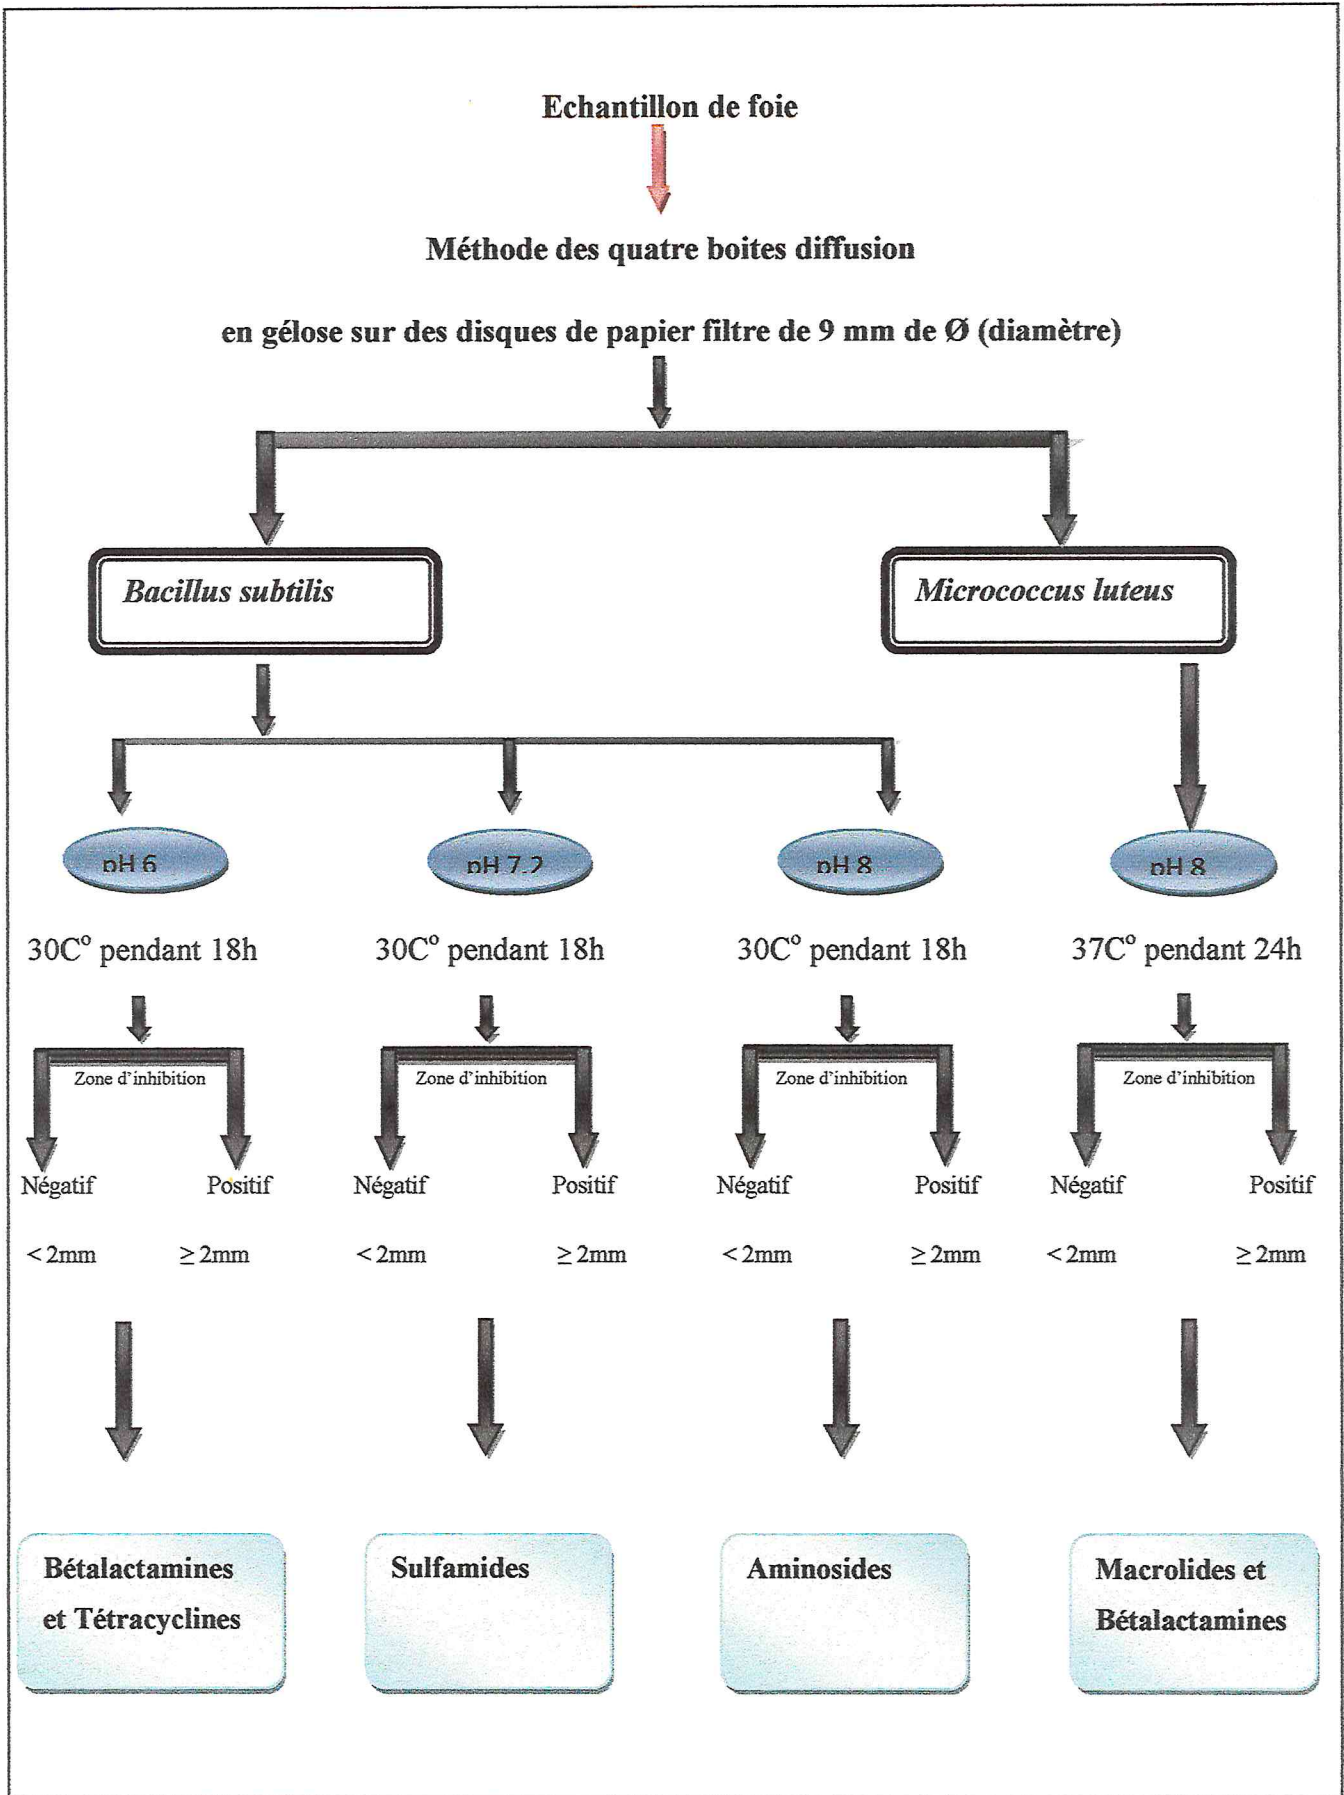 Echantillon de foie
Méthode des quatre boites diffusion
en gélose sur des disques de papier filtre de 9 mm de Ø (diamètre)
Bacillus subtilis
Micrococcus luteus
pH 6
pH 7.2
pH 8
pH 8
30C° pendant 18h
30C° pendant 18h
30C° pendant 18h
37C° pendant 24h
Zone d'inhibition
Zone d'inhibition
Zone d'inhibition
Zone d'inhibition
Négatif Positif
Négatif Positif
Négatif Positif
Négatif Positif
< 2mm ≥ 2mm
< 2mm ≥ 2mm
< 2mm ≥ 2mm
< 2mm ≥ 2mm
Bétalactamines
et Tétracyclines
Sulfamides
Aminosides
Macrolides et
Bétalactamines